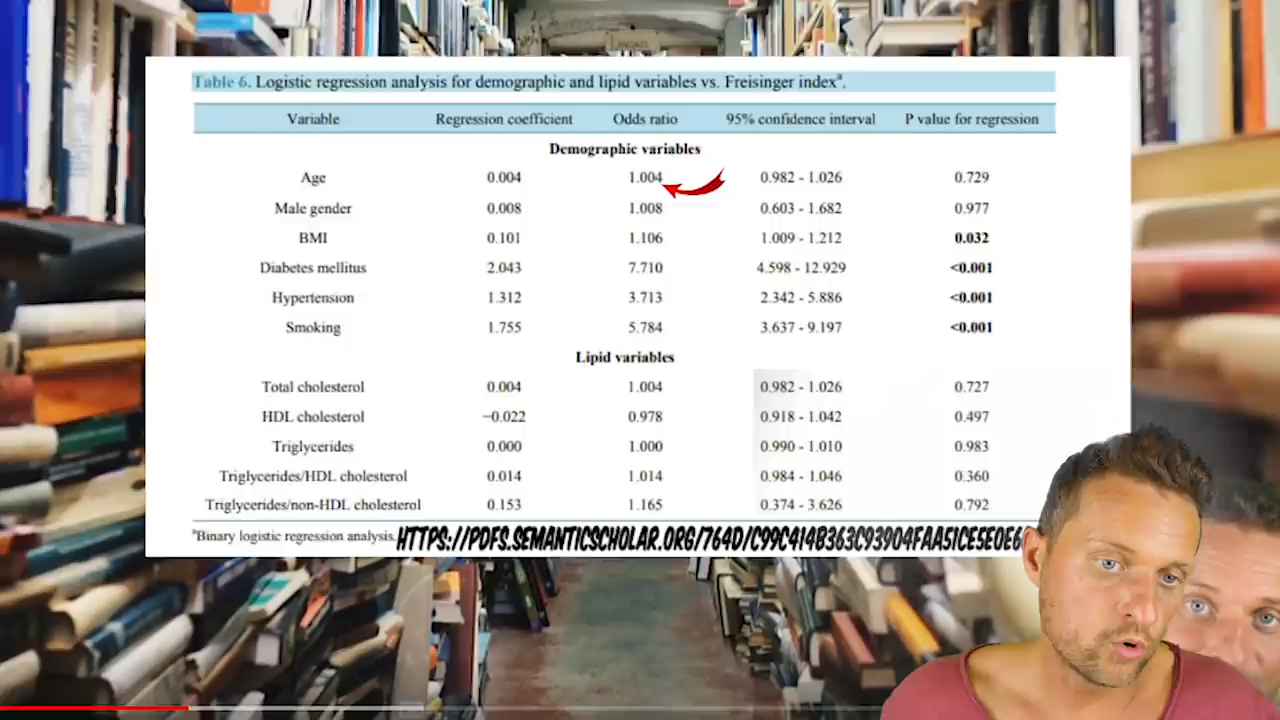 Table 6. Logistic regression analysis for demographic and lipid variables vs. Freisinger indexᵃ.
Variable Regression coefficient Odds ratio 95% confidence interval P value for regression
Demographic variables
Age 0.004 1.004 0.982 - 1.026 0.729
Male gender 0.008 1.008 0.603 - 1.682 0.977
BMI 0.101 1.106 1.009 - 1.212 0.032
Diabetes mellitus 2.043 7.710 4.598 - 12.929 <0.001
Hypertension 1.312 3.713 2.342 - 5.886 <0.001
Smoking 1.755 5.784 3.637 - 9.197 <0.001
Lipid variables
Total cholesterol 0.004 1.004 0.982 - 1.026 0.727
HDL cholesterol −0.022 0.978 0.918 - 1.042 0.497
Triglycerides 0.000 1.000 0.990 - 1.010 0.983
Triglycerides/HDL cholesterol 0.014 1.014 0.984 - 1.046 0.360
Triglycerides/non-HDL cholesterol 0.153 1.165 0.374 - 3.626 0.792
ᵃBinary logistic regression analysis. HTTPS://PDFS.SEMANTICSCHOLAR.ORG/764D/C99C414B363C93904FAA51CE5E0E6